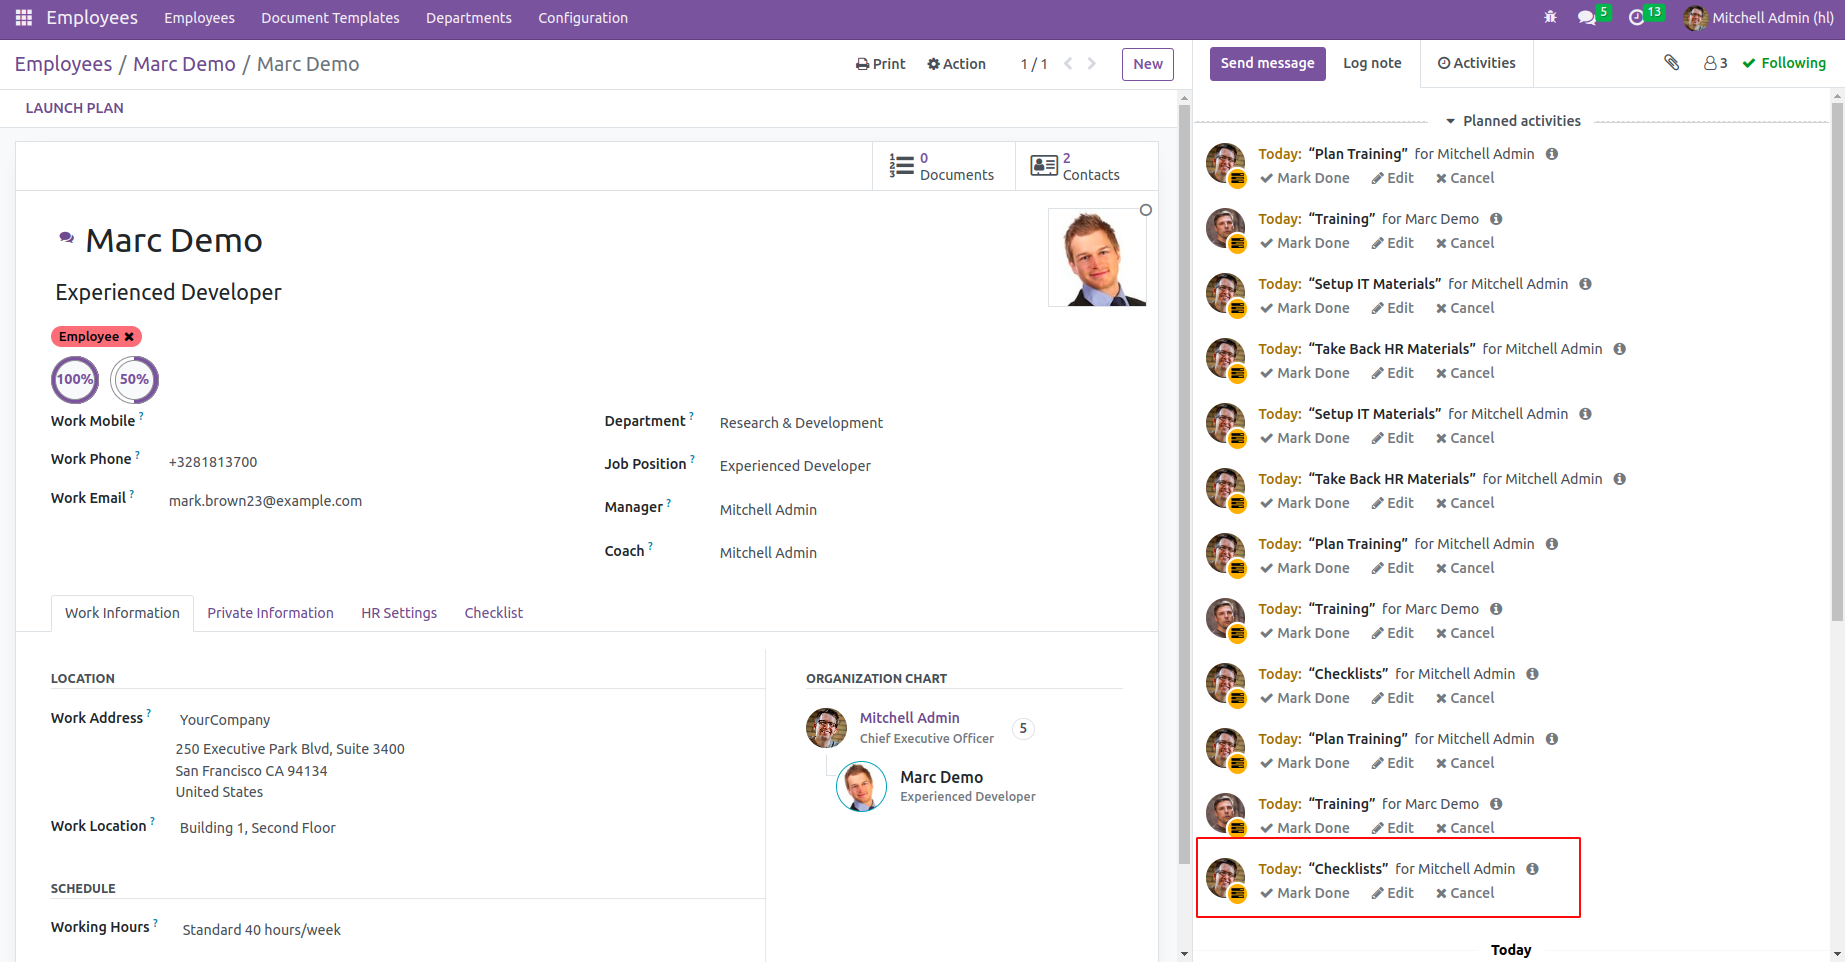 Employees Employees Document Templates Departments Configuration 5 13 Mitchell Admin (hl)
Employees / Marc Demo / Marc Demo Print Action 1 / 1 New
Send message Log note Activities 3 Following
LAUNCH PLAN
0 Documents
2 Contacts
Marc Demo
Experienced Developer
Employee
100% 50%
Work Mobile ?
Work Phone ? +3281813700
Work Email ? mark.brown23@example.com
Department ? Research & Development
Job Position ? Experienced Developer
Manager ? Mitchell Admin
Coach ? Mitchell Admin
Work Information Private Information HR Settings Checklist
LOCATION
Work Address ? YourCompany
250 Executive Park Blvd, Suite 3400
San Francisco CA 94134
United States
Work Location ? Building 1, Second Floor
SCHEDULE
Working Hours ? Standard 40 hours/week
ORGANIZATION CHART
Mitchell Admin 5
Chief Executive Officer
Marc Demo
Experienced Developer
Planned activities
Today: “Plan Training” for Mitchell Admin
Mark Done Edit Cancel
Today: “Training” for Marc Demo
Mark Done Edit Cancel
Today: “Setup IT Materials” for Mitchell Admin
Mark Done Edit Cancel
Today: “Take Back HR Materials” for Mitchell Admin
Mark Done Edit Cancel
Today: “Setup IT Materials” for Mitchell Admin
Mark Done Edit Cancel
Today: “Take Back HR Materials” for Mitchell Admin
Mark Done Edit Cancel
Today: “Plan Training” for Mitchell Admin
Mark Done Edit Cancel
Today: “Training” for Marc Demo
Mark Done Edit Cancel
Today: “Checklists” for Mitchell Admin
Mark Done Edit Cancel
Today: “Plan Training” for Mitchell Admin
Mark Done Edit Cancel
Today: “Training” for Marc Demo
Mark Done Edit Cancel
Today: “Checklists” for Mitchell Admin
Mark Done Edit Cancel
Today